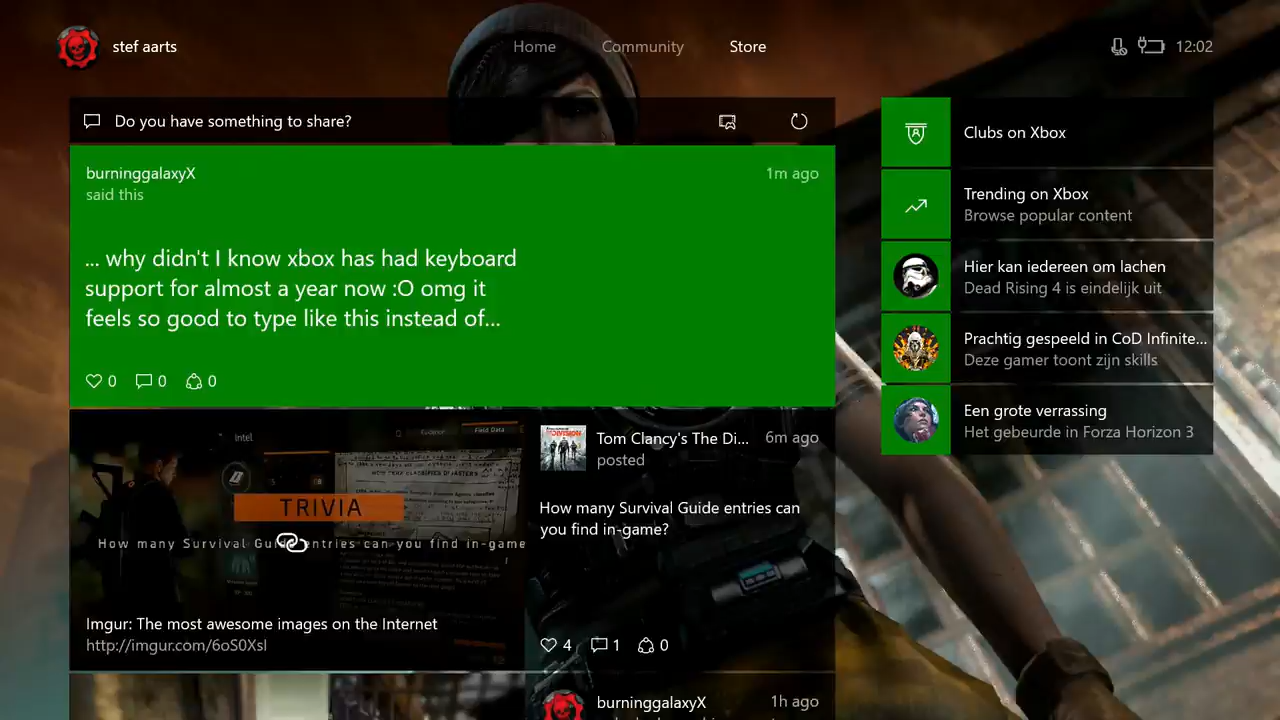 stef aarts
Home
Community
Store
12:02
Do you have something to share?
burninggalaxyX
1m ago
said this
... why didn't I know xbox has had keyboard
support for almost a year now :O omg it
feels so good to type like this instead of...
0
0
0
Intel
Evidence
Field Data
TRIVIA
How many Survival Guide entries can you find in-game
Imgur: The most awesome images on the Internet
http://imgur.com/6oS0Xsl
Tom Clancy's The Di...
6m ago
posted
How many Survival Guide entries can
you find in-game?
4
1
0
burninggalaxyX
1h ago
Clubs on Xbox
Trending on Xbox
Browse popular content
Hier kan iedereen om lachen
Dead Rising 4 is eindelijk uit
Prachtig gespeeld in CoD Infinite...
Deze gamer toont zijn skills
Een grote verrassing
Het gebeurde in Forza Horizon 3